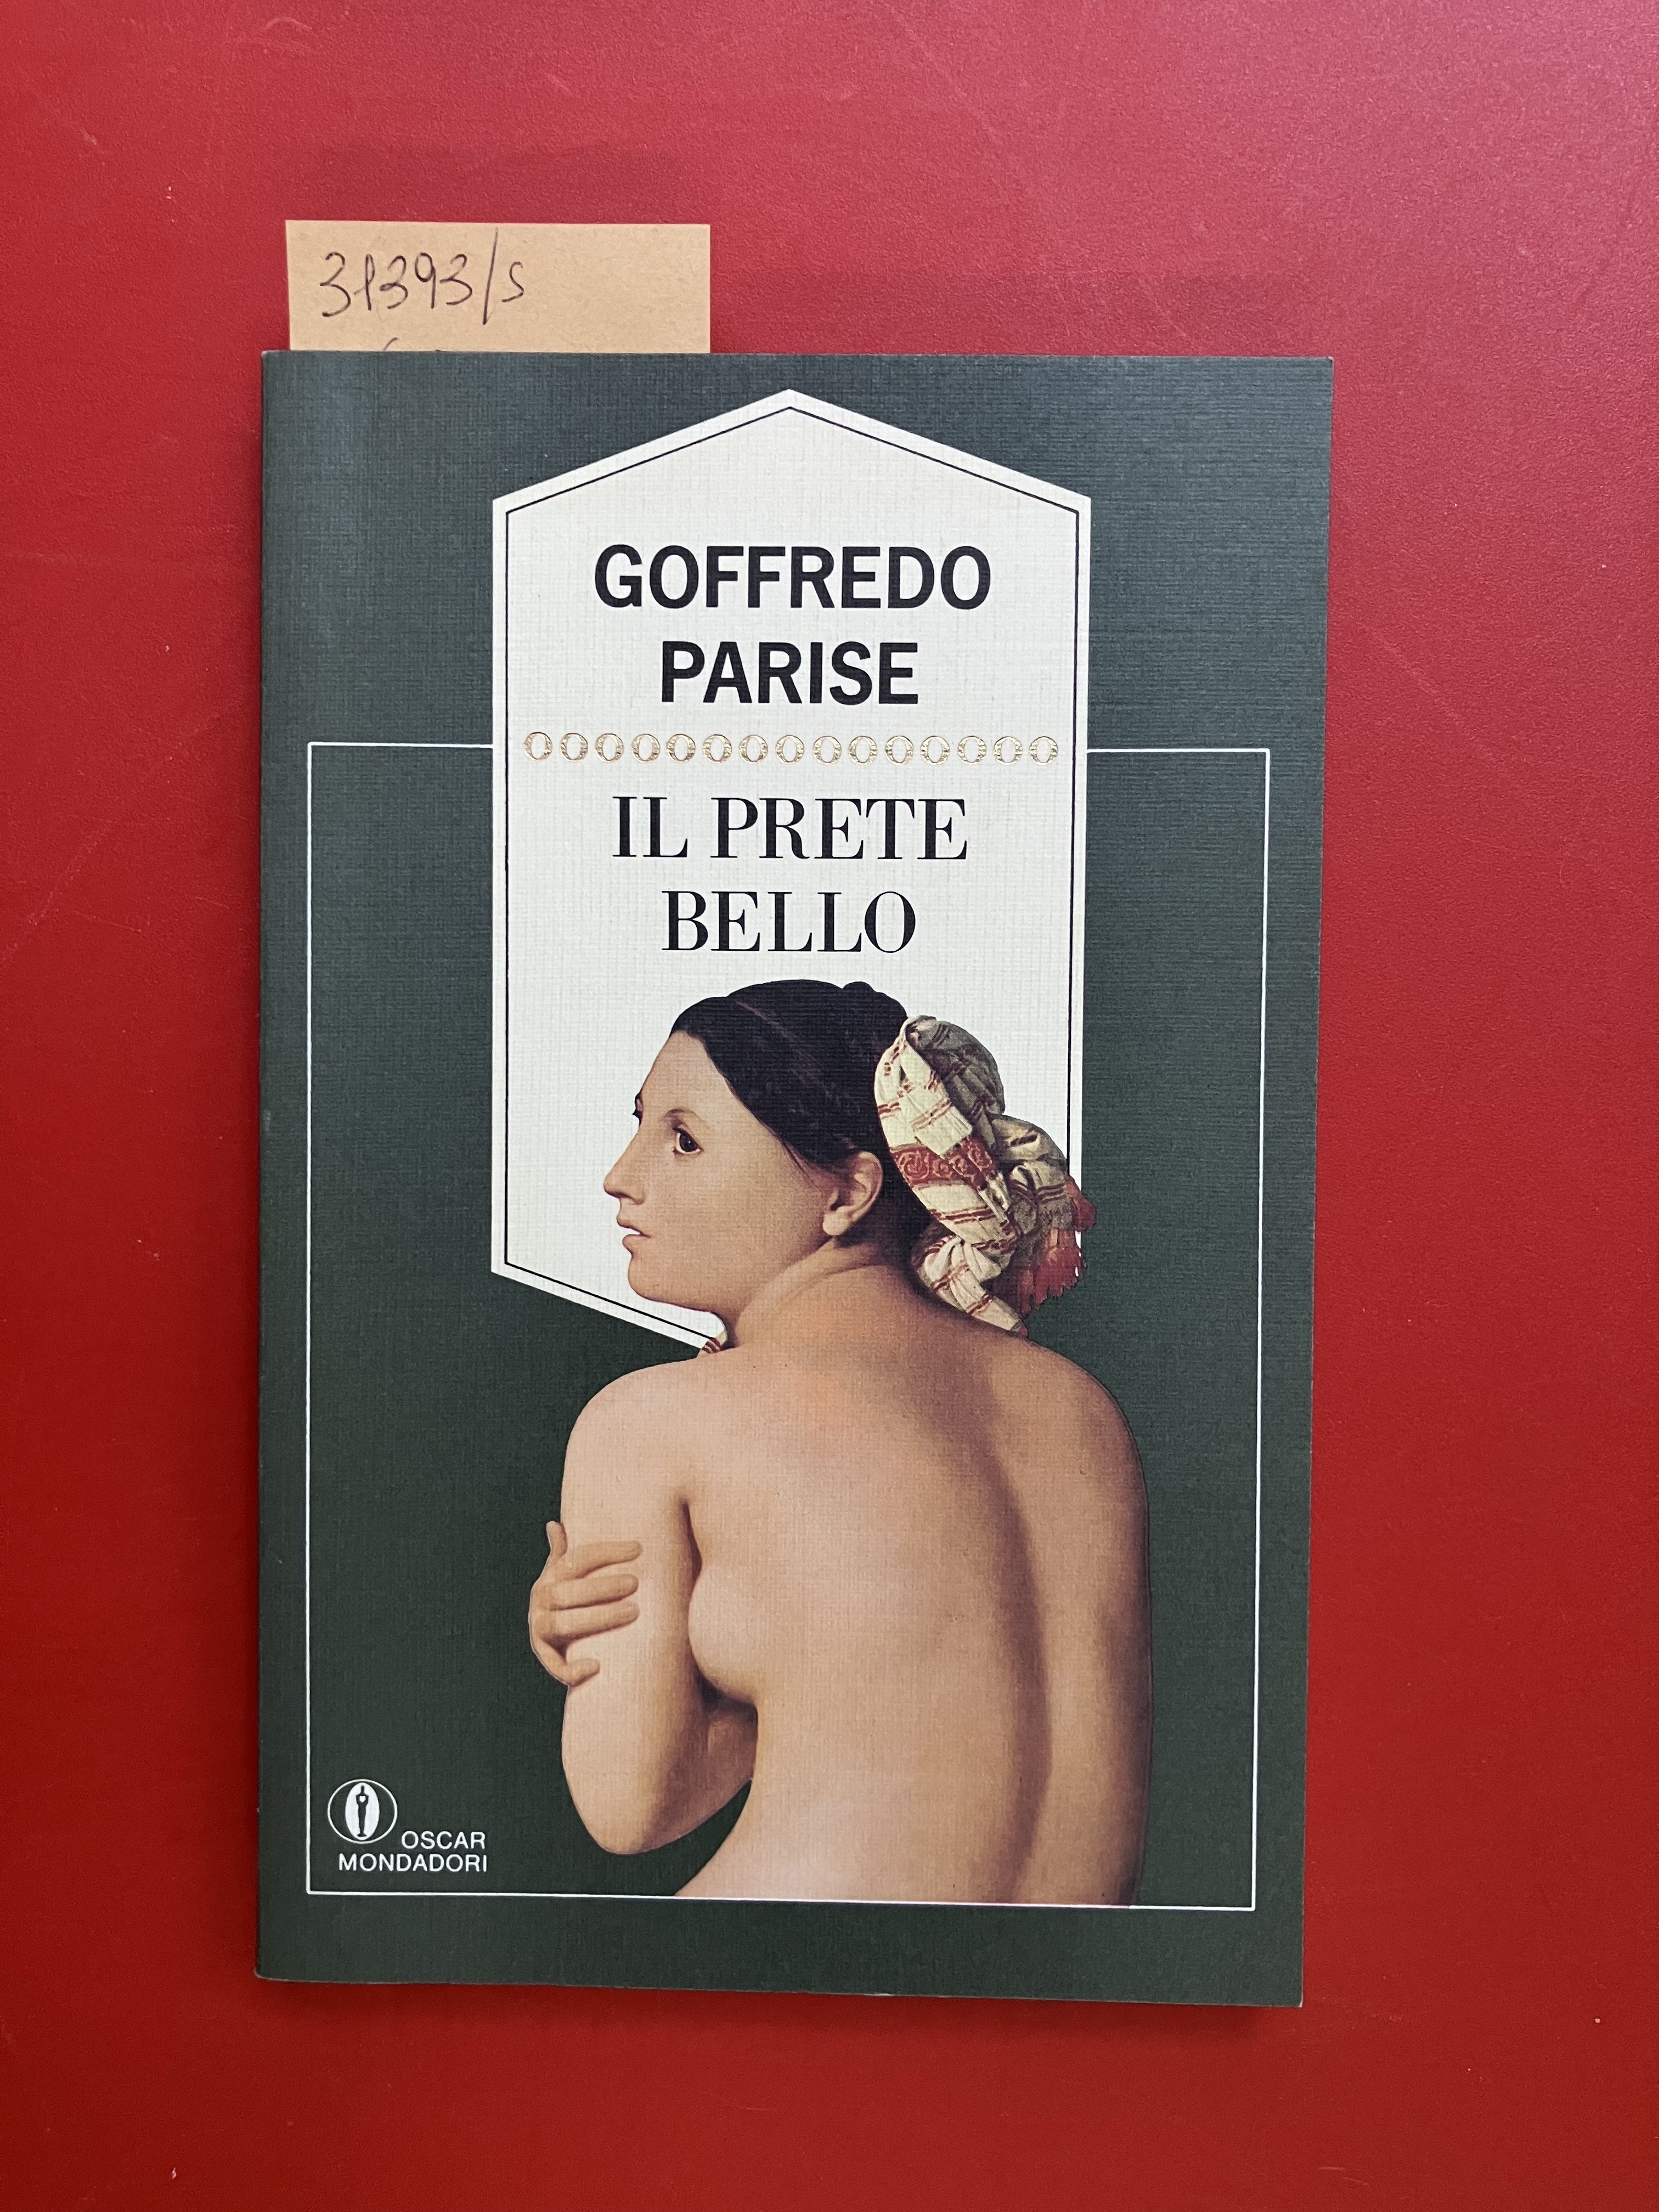 31393/s
GOFFREDO
PARISE
IL PRETE
BELLO
OSCAR
MONDADORI